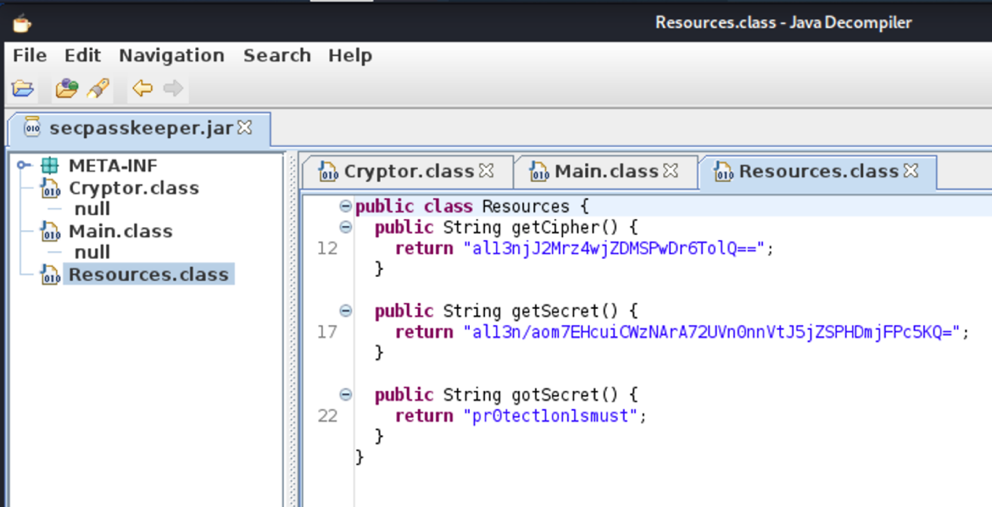 Resources.class - Java Decompiler
File Edit Navigation Search Help
secpasskeeper.jar
META-INF
Cryptor.class
null
Main.class
null
Resources.class
Cryptor.class Main.class Resources.class
public class Resources {
public String getCipher() {
12 return "all3njJ2Mrz4wjZDMSPwDr6TolQ==";
}
public String getSecret() {
17 return "all3n/aom7EHcuiCWzNArA72UVn0nnVtJ5jZSPHDmjFPc5KQ=";
}
public String gotSecret() {
22 return "pr0tect1on1smust";
}
}